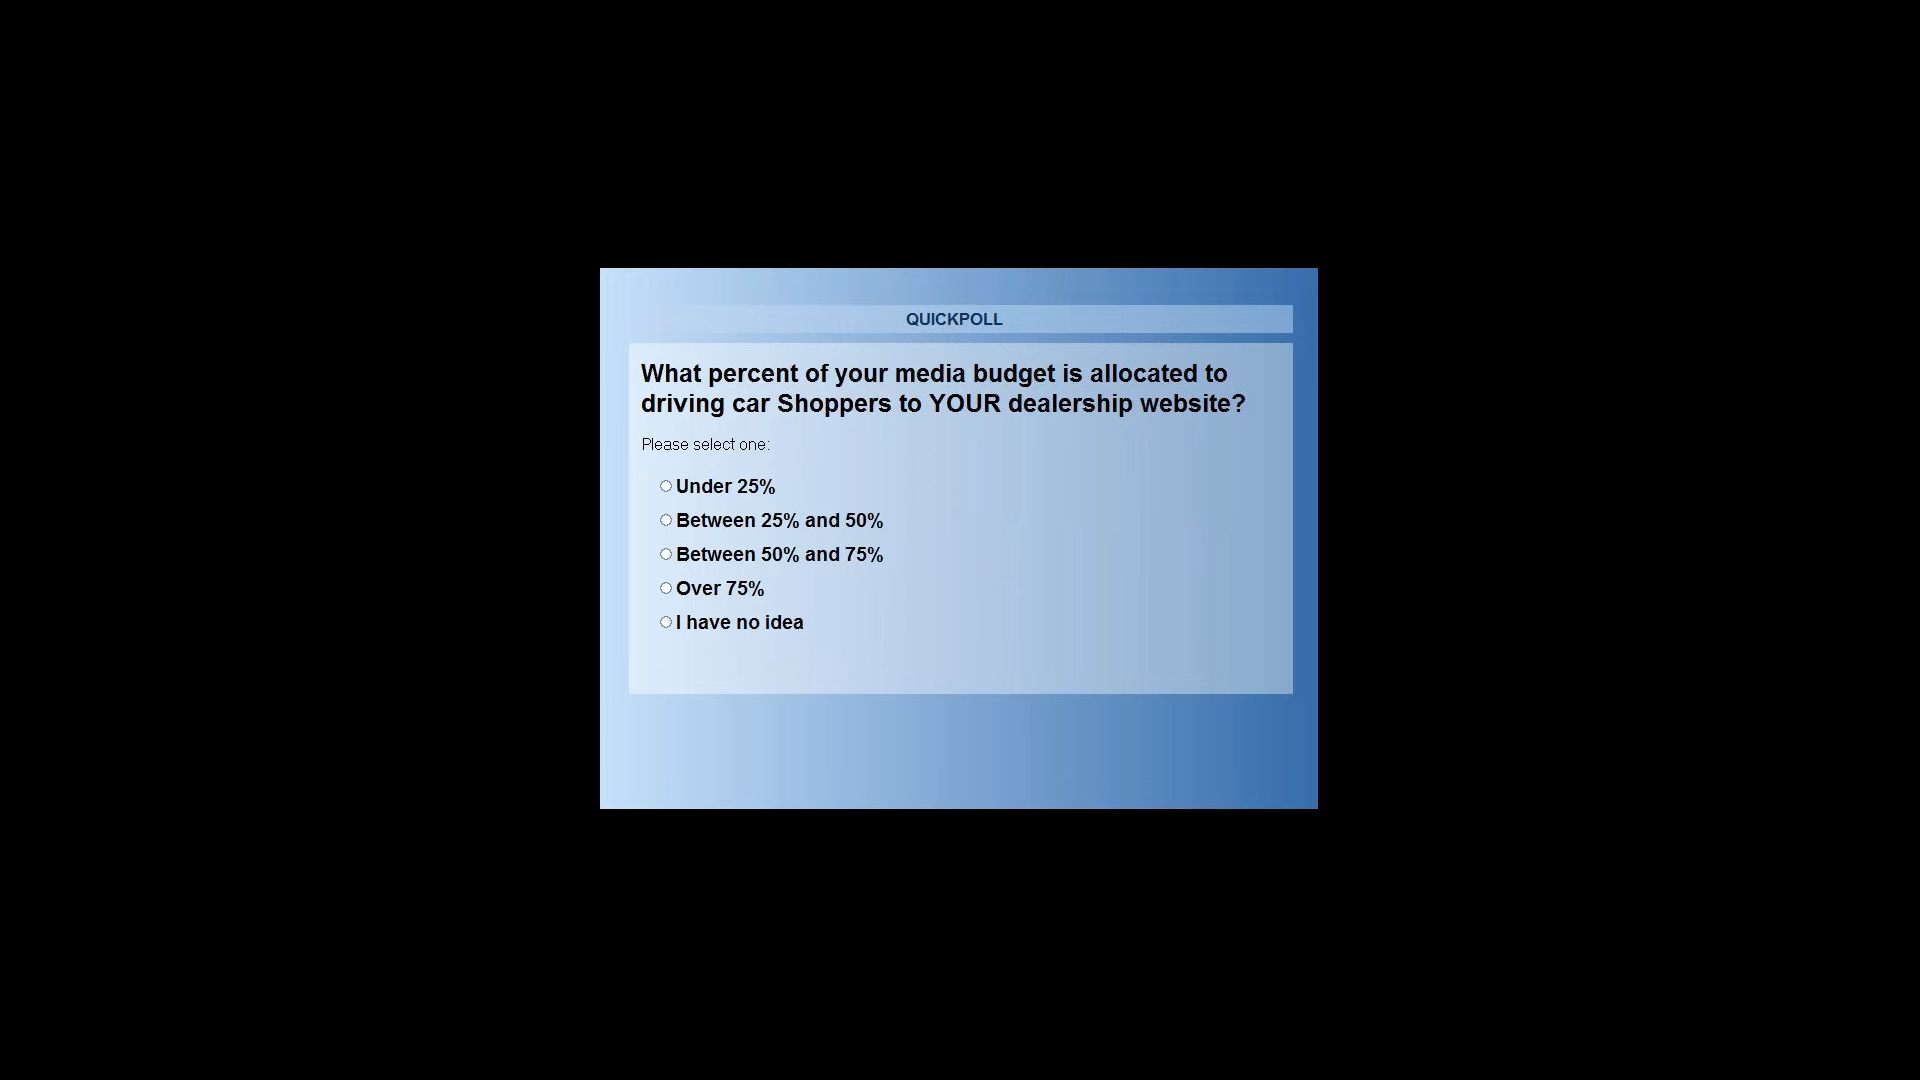 QUICKPOLL
What percent of your media budget is allocated to
driving car Shoppers to YOUR dealership website?
Please select one:
Under 25%
Between 25% and 50%
Between 50% and 75%
Over 75%
I have no idea